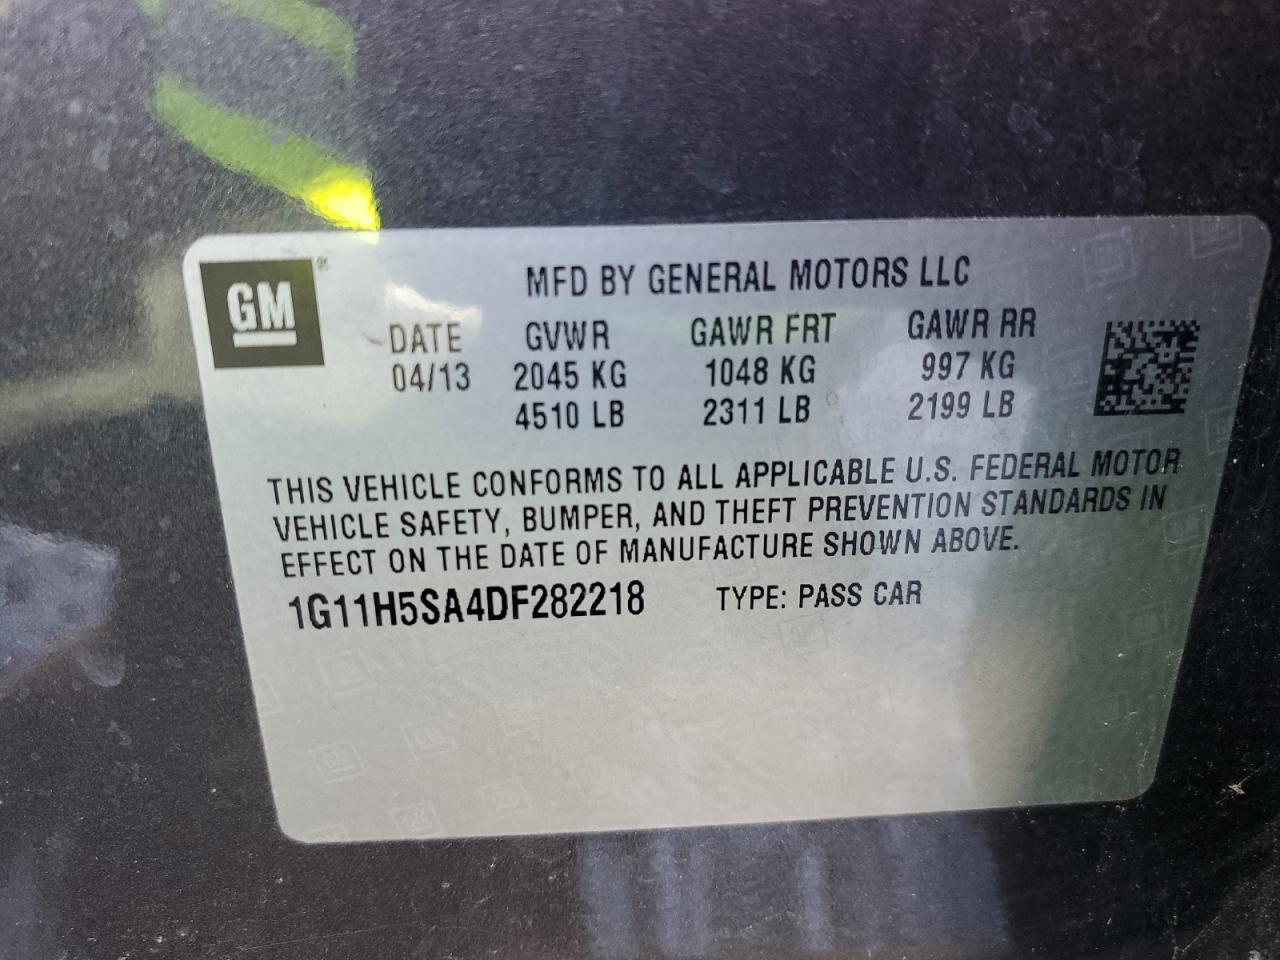 GM®
MFD BY GENERAL MOTORS LLC
DATE GVWR GAWR FRT GAWR RR
04/13 2045 KG 1048 KG 997 KG
4510 LB 2311 LB 2199 LB
THIS VEHICLE CONFORMS TO ALL APPLICABLE U.S. FEDERAL MOTOR
VEHICLE SAFETY, BUMPER, AND THEFT PREVENTION STANDARDS IN
EFFECT ON THE DATE OF MANUFACTURE SHOWN ABOVE.
1G11H5SA4DF282218 TYPE: PASS CAR